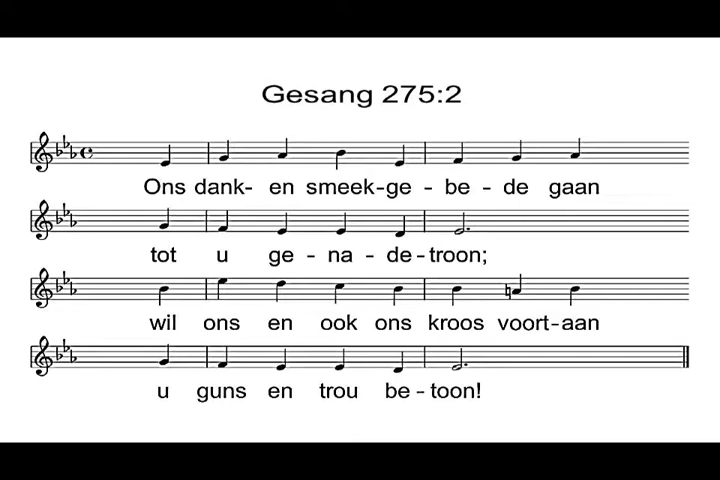 Gesang 275:2
Ons dank- en smeek-ge-be-de gaan
tot u ge-na-de-troon;
wil ons en ook ons kroos voort-aan
u guns en trou be-toon!